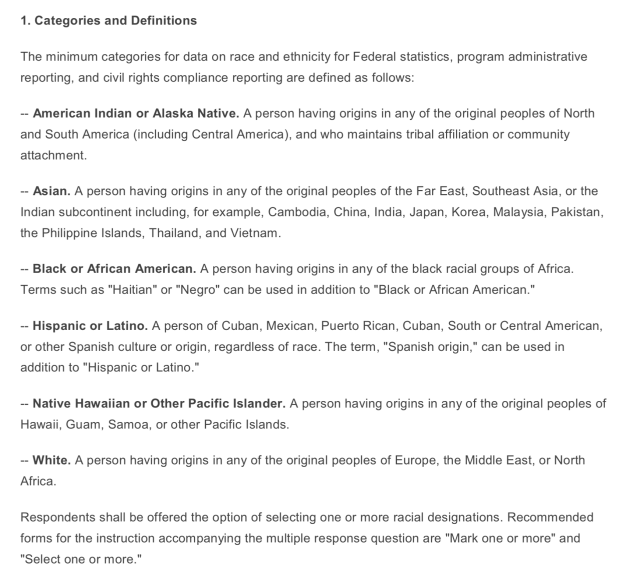 1. Categories and Definitions
The minimum categories for data on race and ethnicity for Federal statistics, program administrative
reporting, and civil rights compliance reporting are defined as follows:
-- American Indian or Alaska Native. A person having origins in any of the original peoples of North
and South America (including Central America), and who maintains tribal affiliation or community
attachment.
-- Asian. A person having origins in any of the original peoples of the Far East, Southeast Asia, or the
Indian subcontinent including, for example, Cambodia, China, India, Japan, Korea, Malaysia, Pakistan,
the Philippine Islands, Thailand, and Vietnam.
-- Black or African American. A person having origins in any of the black racial groups of Africa.
Terms such as "Haitian" or "Negro" can be used in addition to "Black or African American."
-- Hispanic or Latino. A person of Cuban, Mexican, Puerto Rican, Cuban, South or Central American,
or other Spanish culture or origin, regardless of race. The term, "Spanish origin," can be used in
addition to "Hispanic or Latino."
-- Native Hawaiian or Other Pacific Islander. A person having origins in any of the original peoples of
Hawaii, Guam, Samoa, or other Pacific Islands.
-- White. A person having origins in any of the original peoples of Europe, the Middle East, or North
Africa.
Respondents shall be offered the option of selecting one or more racial designations. Recommended
forms for the instruction accompanying the multiple response question are "Mark one or more" and
"Select one or more."